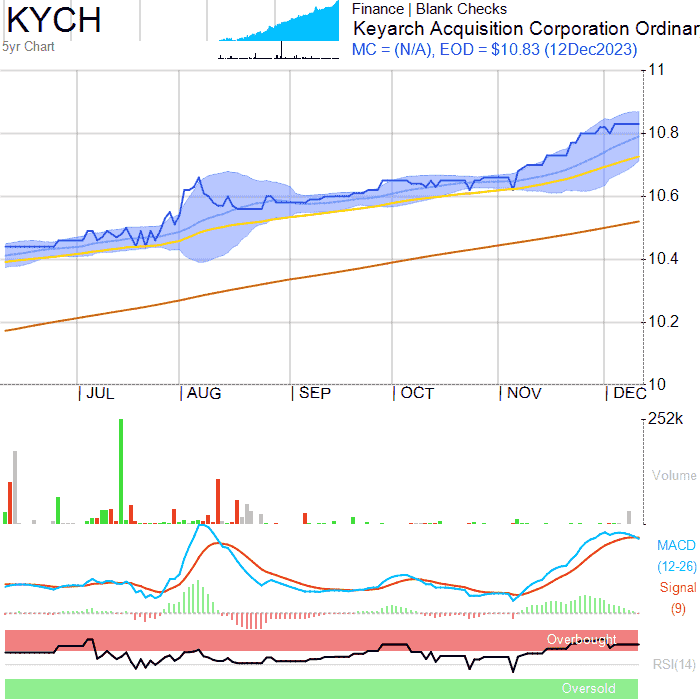 KYCH
5yr Chart
Finance | Blank Checks
Keyarch Acquisition Corporation Ordinar
MC = (N/A), EOD = $10.83 (12Dec2023)
11
10.8
10.6
10.4
10.2
10
JUL AUG SEP OCT NOV DEC
252k
Volume
MACD
(12-26)
Signal
(9)
Overbought
RSI(14)
Oversold